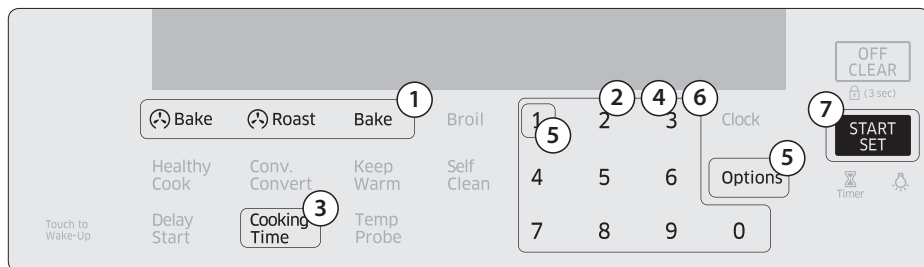 1
2
4
6
OFF
CLEAR
(3 sec)
Bake
Roast
Bake
Broil
1
5
2
3
Clock
7
START
SET
Healthy
Cook
Conv.
Convert
Keep
Warm
Self
Clean
4
5
6
Options
5
Timer
Touch to
Wake-Up
Delay
Start
Cooking
Time
3
Temp
Probe
7
8
9
0